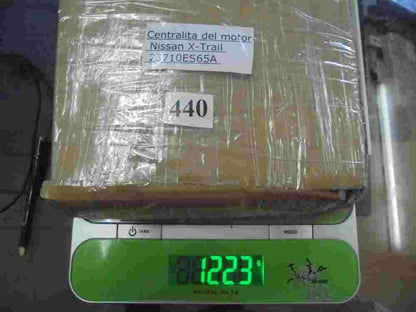 Centralita del motor
Nissan X-Trail
23710ES65A
440
TARA
MODO
1223